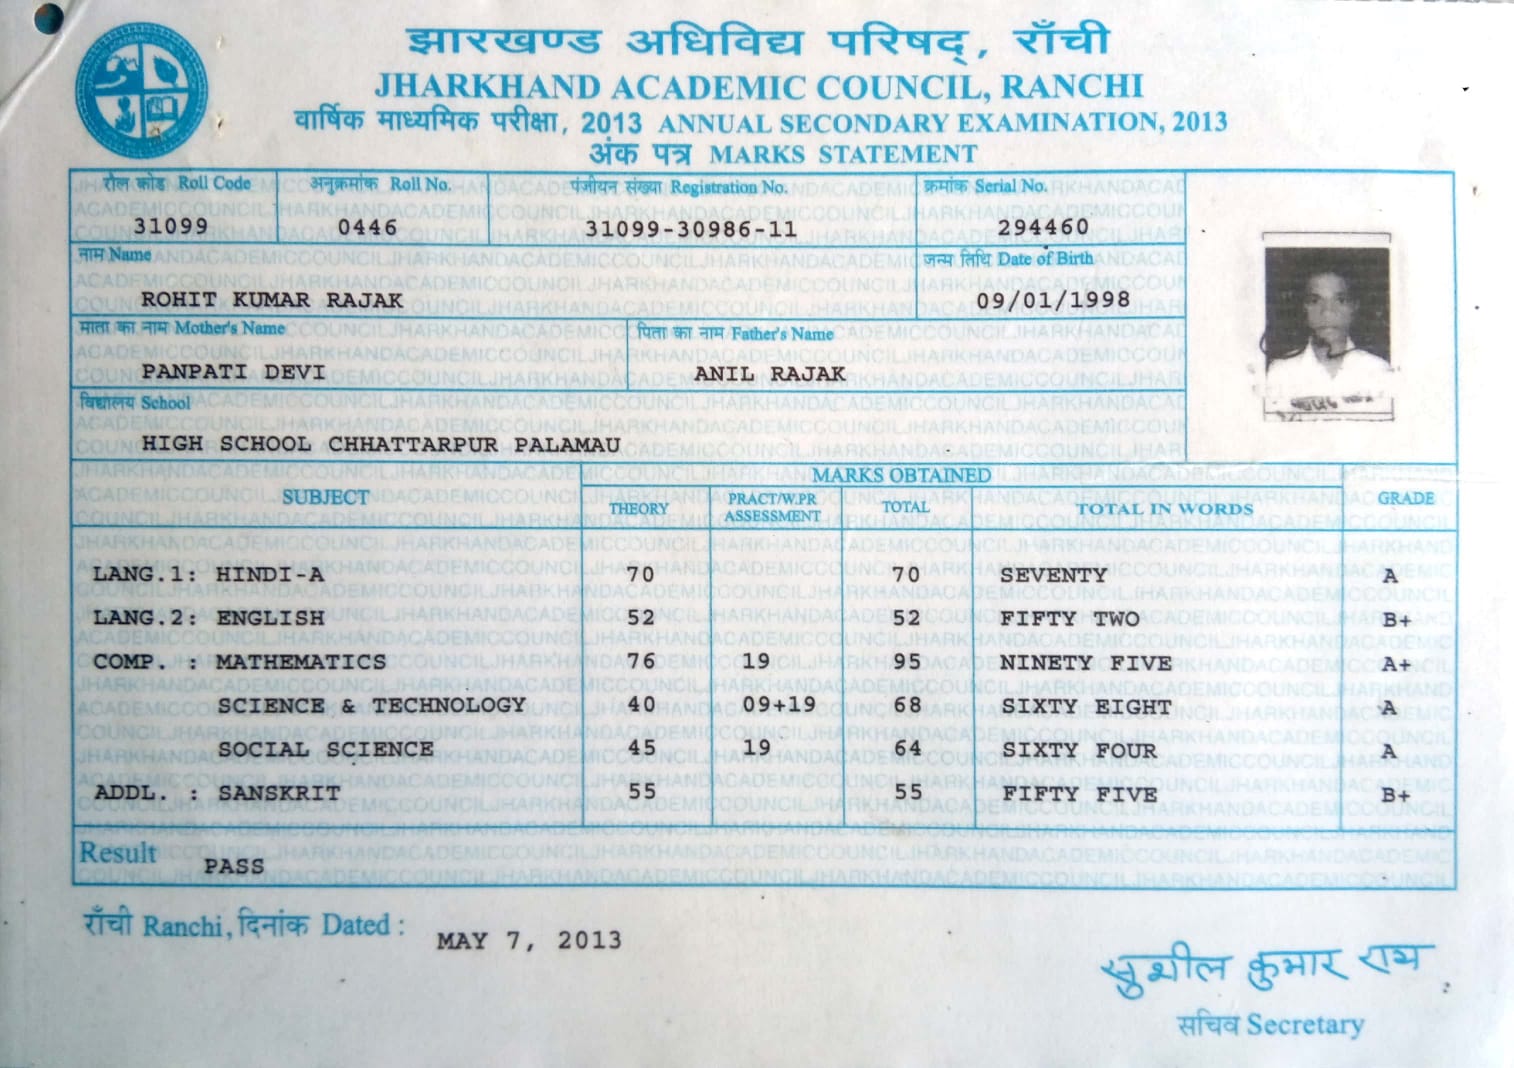 झारखण्ड अधिविद्य परिषद्, राँची
JHARKHAND ACADEMIC COUNCIL, RANCHI
वार्षिक माध्यमिक परीक्षा, 2013 ANNUAL SECONDARY EXAMINATION, 2013
अंक पत्र MARKS STATEMENT
रौल कोड Roll Code अनुक्रमांक Roll No. पंजीयन संख्या Registration No. क्रमांक Serial No.
31099 0446 31099-30986-11 294460
नाम Name जन्म तिथि Date of Birth
ROHIT KUMAR RAJAK 09/01/1998
माता का नाम Mother's Name पिता का नाम Father's Name
PANPATI DEVI ANIL RAJAK
विद्यालय School
HIGH SCHOOL CHHATTARPUR PALAMAU
MARKS OBTAINED
SUBJECT THEORY PRACT/W.PR ASSESSMENT TOTAL TOTAL IN WORDS GRADE
LANG.1: HINDI-A 70 70 SEVENTY A
LANG.2: ENGLISH 52 52 FIFTY TWO B+
COMP. : MATHEMATICS 76 19 95 NINETY FIVE A+
SCIENCE & TECHNOLOGY 40 09+19 68 SIXTY EIGHT A
SOCIAL SCIENCE 45 19 64 SIXTY FOUR A
ADDL. : SANSKRIT 55 55 FIFTY FIVE B+
Result PASS
राँची Ranchi, दिनांक Dated : MAY 7, 2013
सुशील कुमार राय
सचिव Secretary